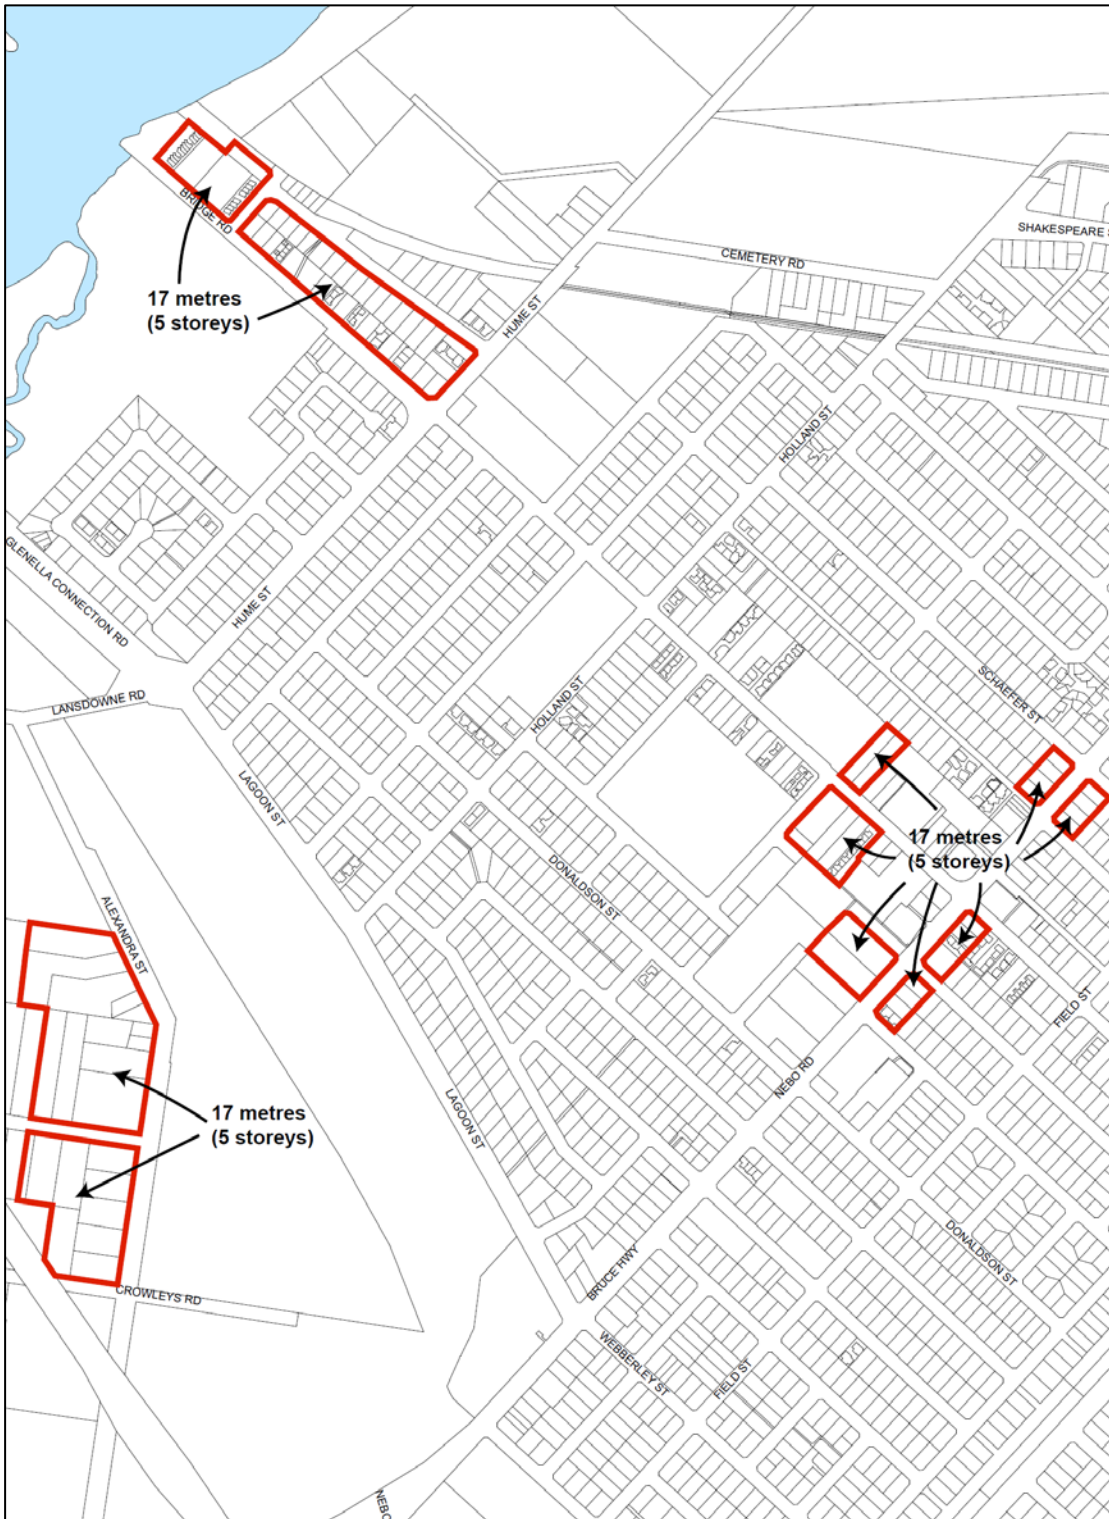 BRIDGE RD
17 metres
(5 storeys)
HUME ST
CEMETERY RD
SHAKESPEARE S
HOLLAND ST
GLENELLA CONNECTION RD
HUME ST
LANSDOWNE RD
HOLLAND ST
SCHAEFER ST
LAGOON ST
17 metres
(5 storeys)
DONALDSON ST
ALEXANDRA ST
FIELD ST
NEBO RD
LAGOON ST
17 metres
(5 storeys)
DONALDSON ST
BRUCE HWY
CROWLEYS RD
WEBBERLEY ST
FIELD ST
NEBO